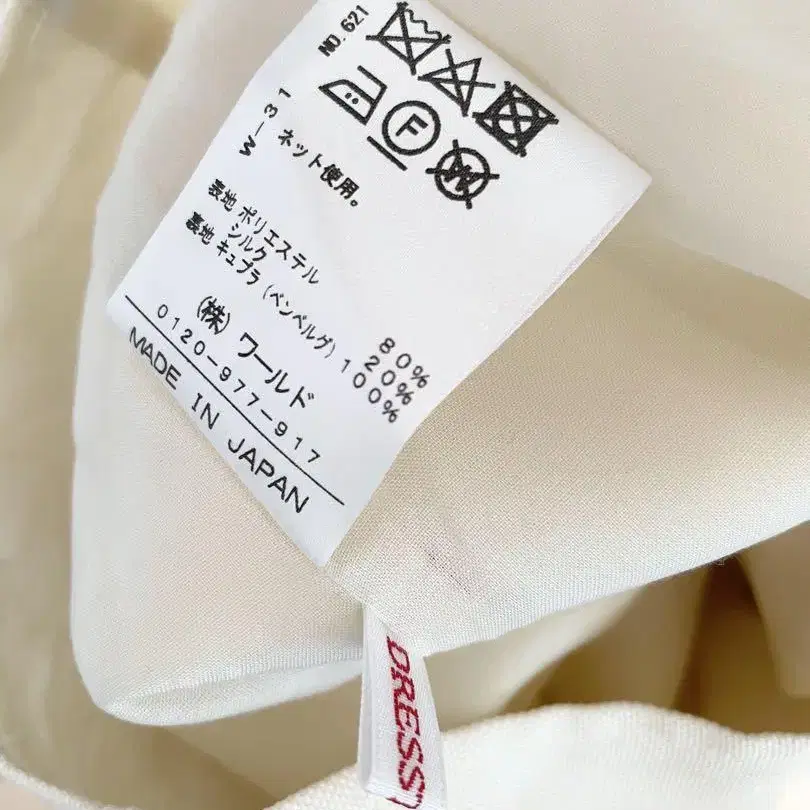 NO. 621
F
W
W-31
ネット使用。
表地 ポリエステル 80%
シルク 20%
裏地 キュプラ (ベンベルグ) 100%
(株) ワールド
0120-977-917
MADE IN JAPAN
DRESS